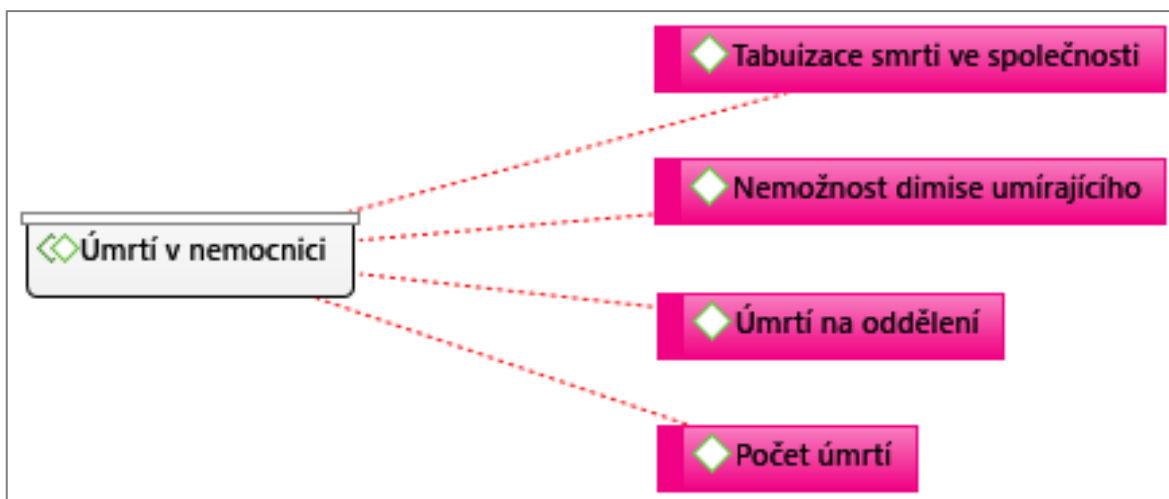 Tabuizace smrti ve společnosti
Nemožnost dimise umírajícího
Úmrtí v nemocnici
Úmrtí na oddělení
Počet úmrtí